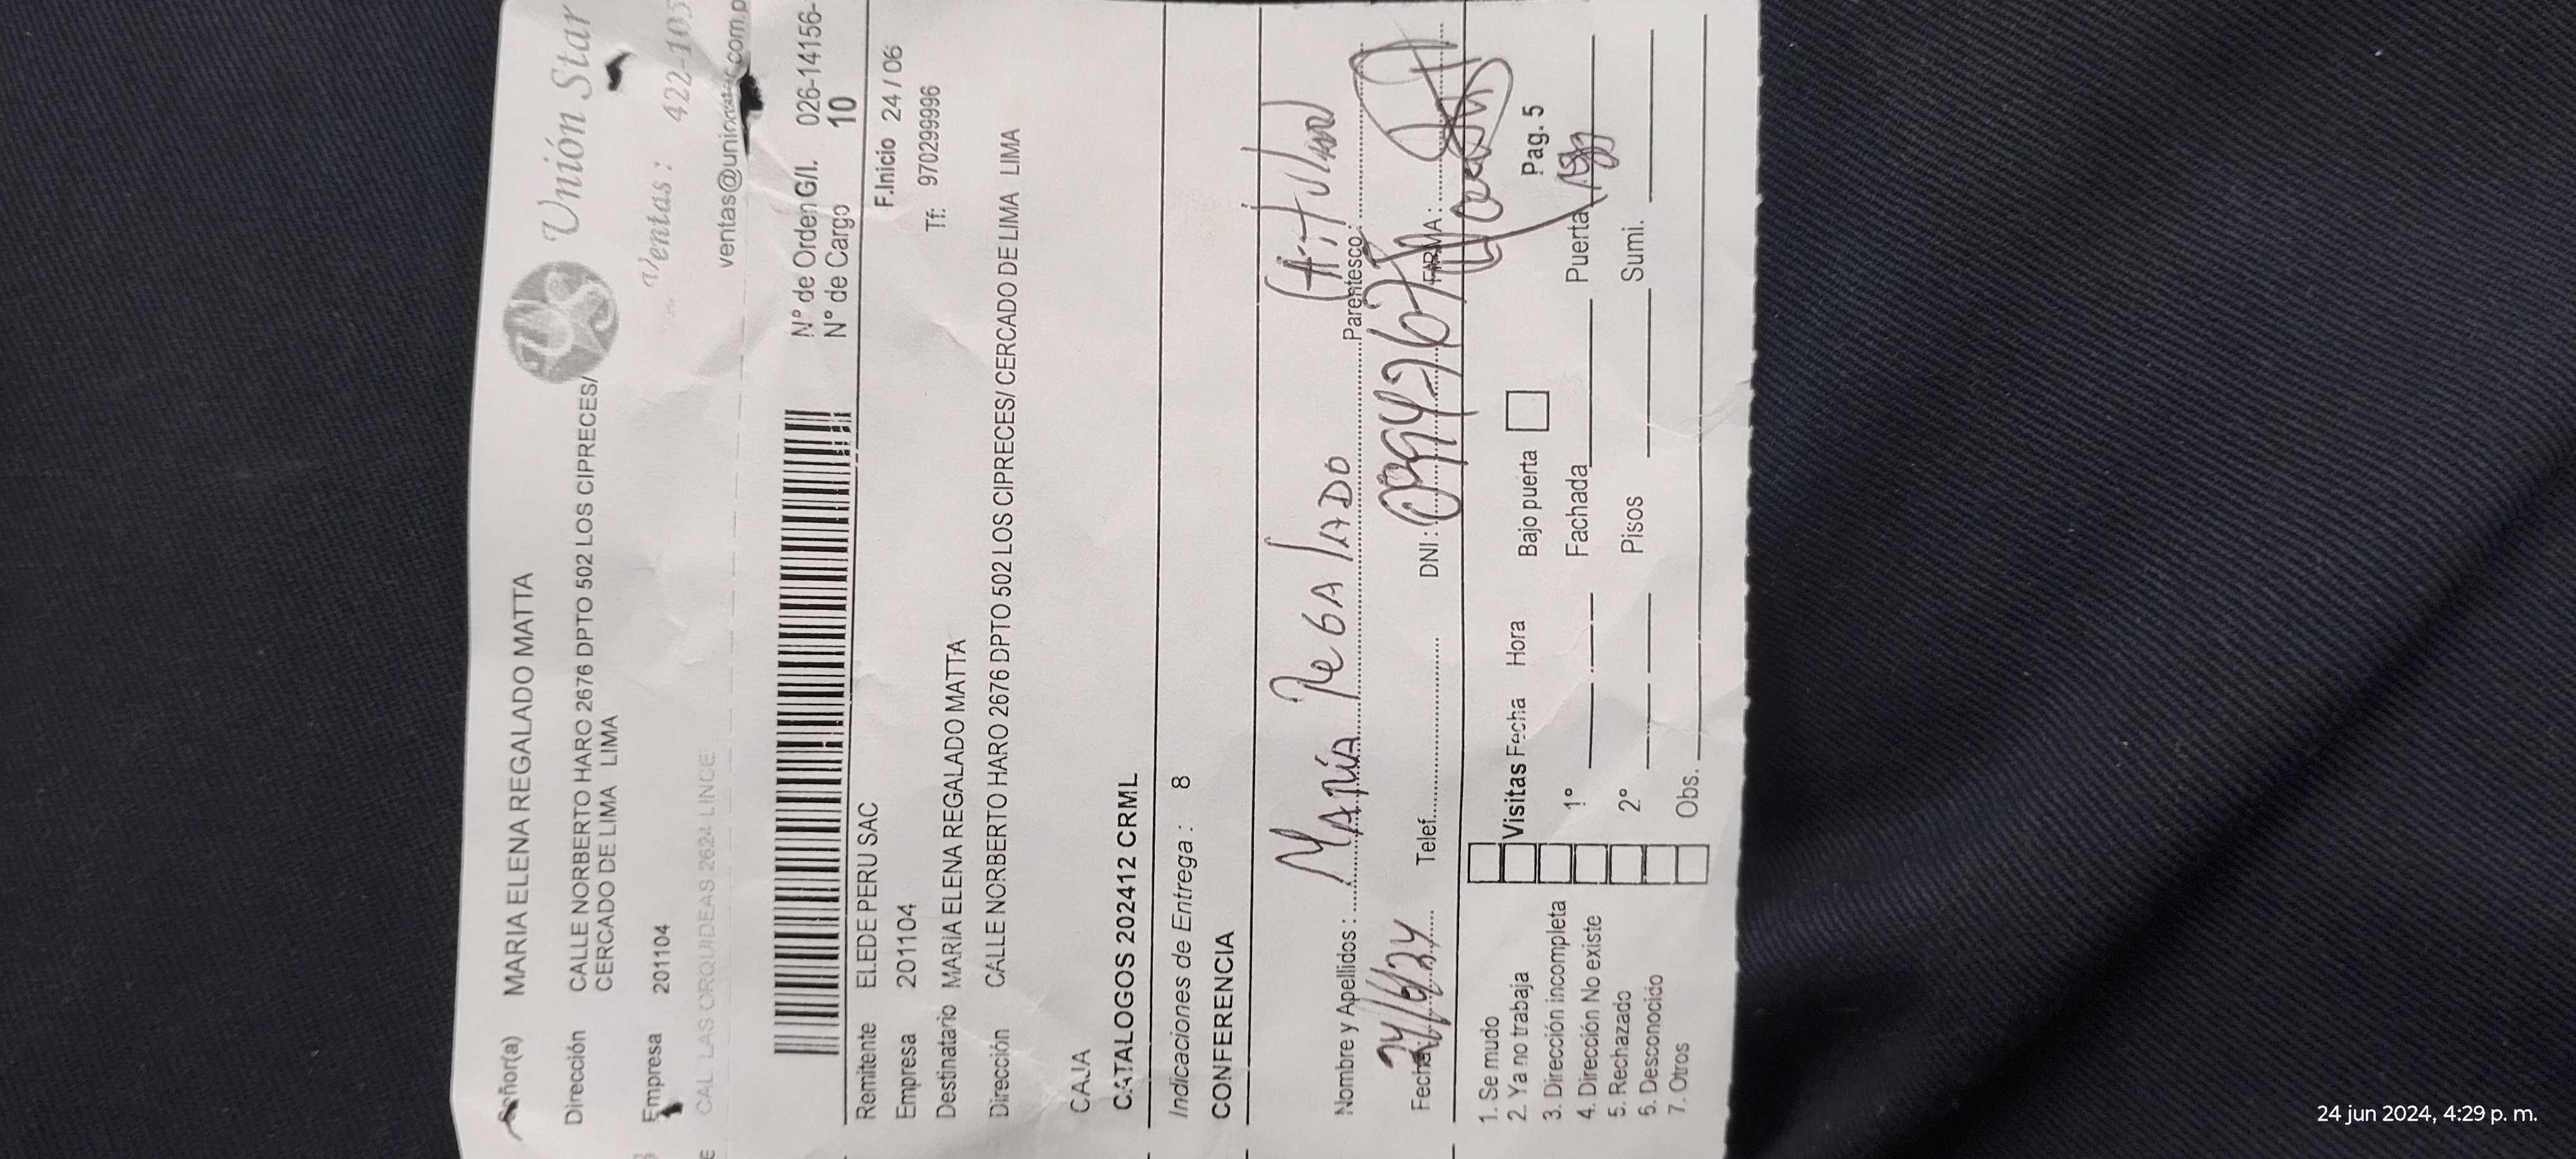 Señor(a) MARIA ELENA REGALADO MATTA
Unión Star
Dirección CALLE NORBERTO HARO 2676 DPTO 502 LOS CIPRECES/
CERCADO DE LIMA LIMA
Ventas: 422-105
Empresa 201104
CAL LAS ORQUIDEAS 2624 LINCE
ventas@unionstar.com.p
N° de Orden G/I. 026-14156-
N° de Cargo 10
Remitente ELEDE PERU SAC F.Inicio 24 / 06
Empresa 201104 Tf: 970299996
Destinatario MARIA ELENA REGALADO MATTA
Dirección CALLE NORBERTO HARO 2676 DPTO 502 LOS CIPRECES/ CERCADO DE LIMA LIMA
CAJA
CATALOGOS 202412 CRML
Indicaciones de Entrega : 8
CONFERENCIA
Nombre y Apellidos : María Regalado Parentesco: titular
Fecha 24/6/24 Telef. DNI: FIRMA:
1. Se mudo Visitas Fecha Hora Bajo puerta Pag. 5
2. Ya no trabaja
3. Dirección incompleta 1° Fachada Puerta
4. Dirección No existe
5. Rechazado 2° Pisos Sumi.
6. Desconocido
7. Otros Obs.
24 jun 2024, 4:29 p. m.